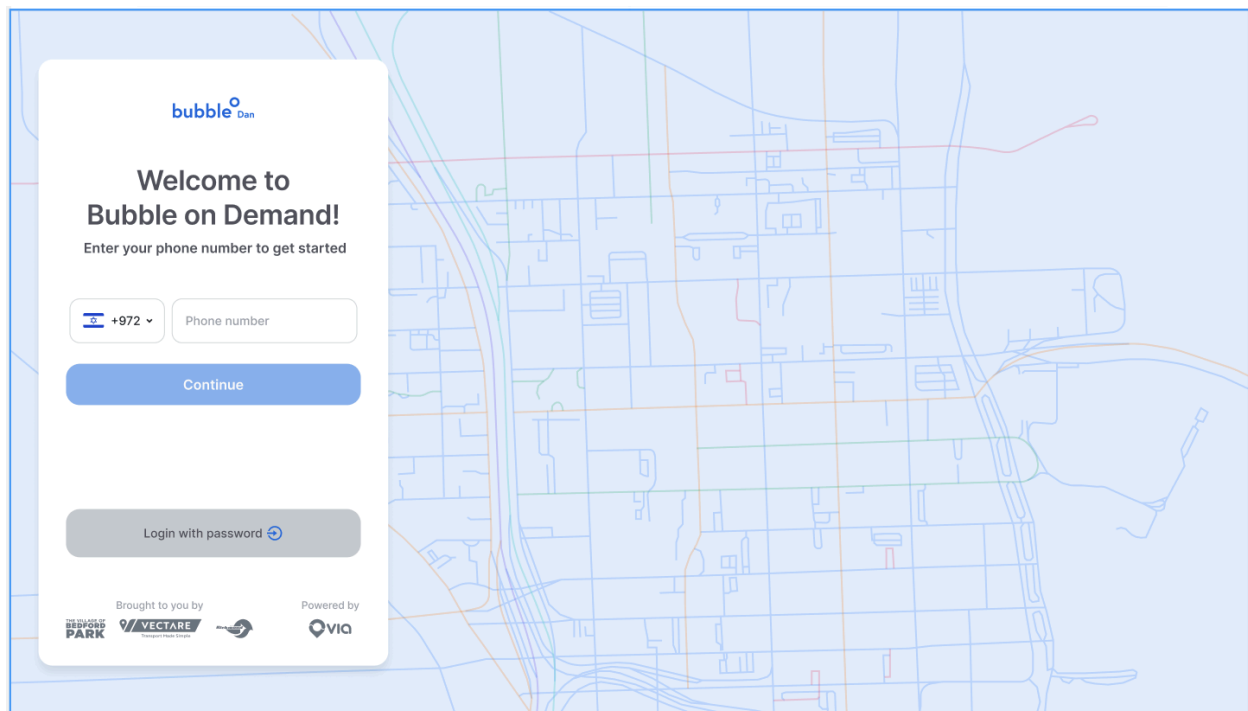 bubble
Dan
Welcome to
Bubble on Demand!
Enter your phone number to get started
+972
Phone number
Continue
Login with password
Brought to you by
Powered by
THE VILLAGE OF
BEDFORD
PARK
VECTARE
Transport Made Simple
via